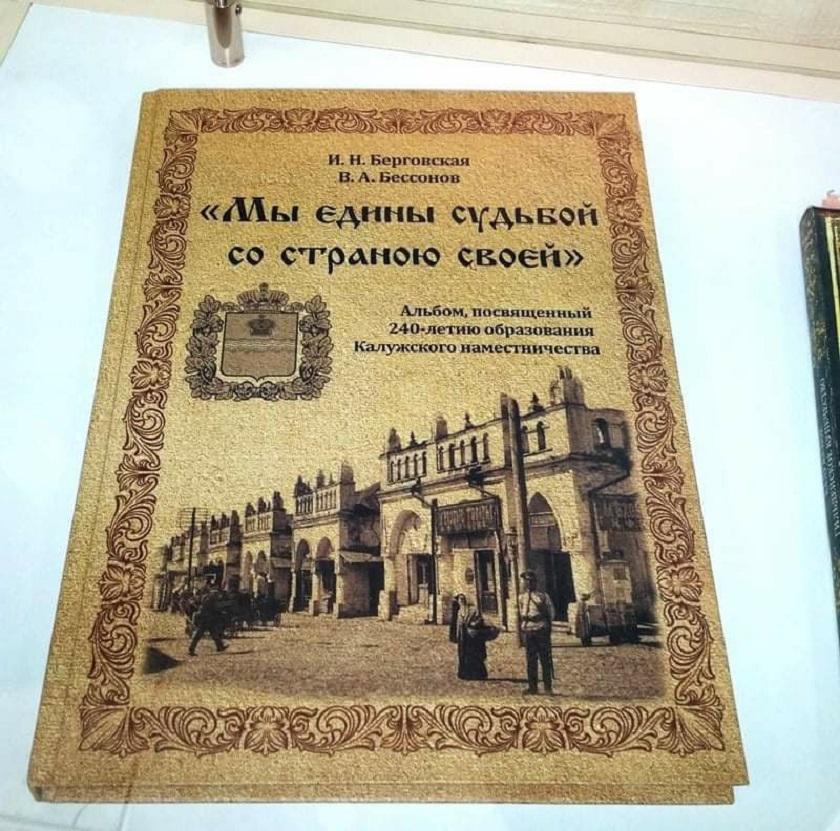 И. Н. Берговская
В. А. Бессонов
«Мы едины судьбой
со страною своей»
Альбом, посвященный
240-летию образования
Калужского наместничества